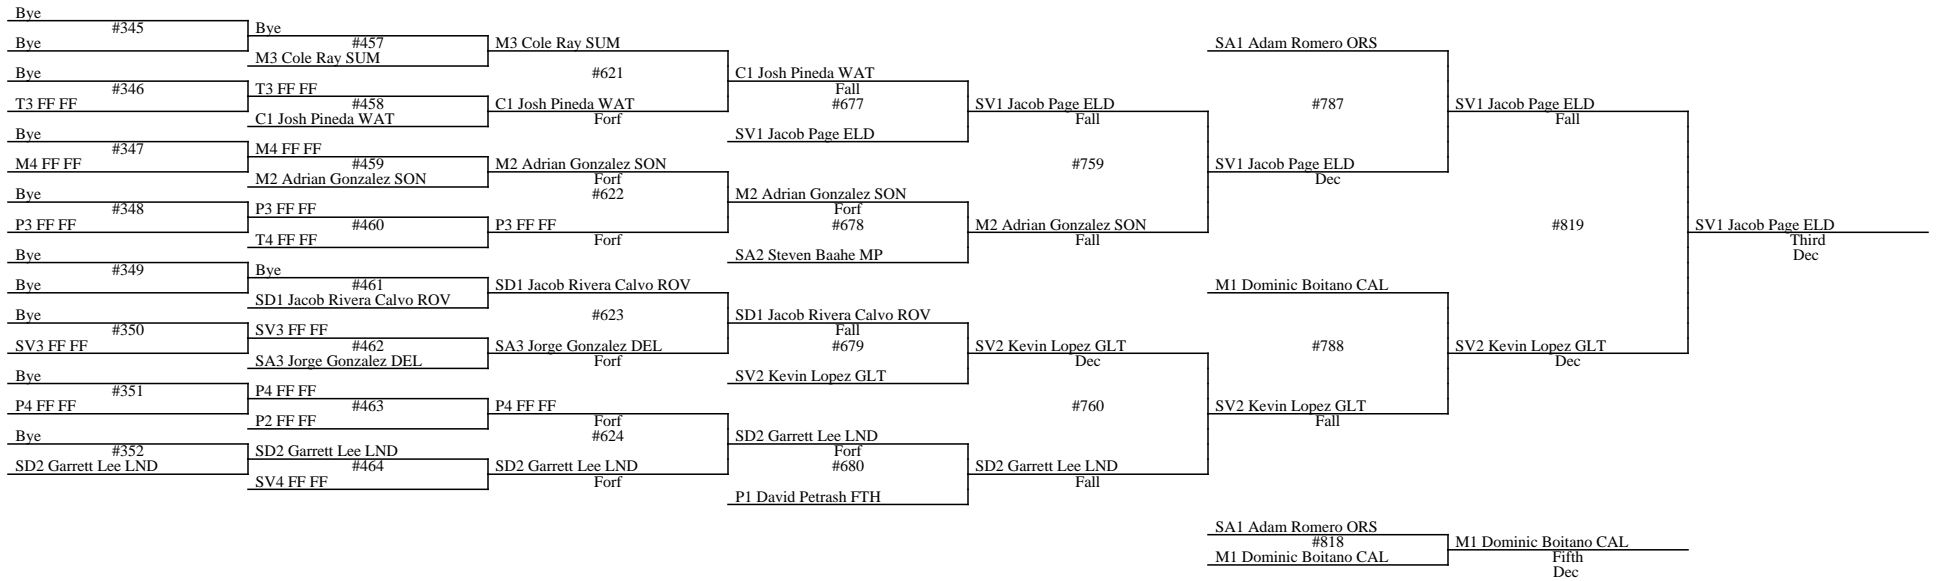 Bye
#345
Bye
Bye
#346
T3 FF FF
Bye
#347
M4 FF FF
Bye
#348
P3 FF FF
Bye
#349
Bye
Bye
#350
SV3 FF FF
Bye
#351
P4 FF FF
Bye
#352
SD2 Garrett Lee LND
Bye
#457
M3 Cole Ray SUM
T3 FF FF
#458
C1 Josh Pineda WAT
M4 FF FF
#459
M2 Adrian Gonzalez SON
P3 FF FF
#460
T4 FF FF
Bye
#461
SD1 Jacob Rivera Calvo ROV
SV3 FF FF
#462
SA3 Jorge Gonzalez DEL
P4 FF FF
#463
P2 FF FF
SD2 Garrett Lee LND
#464
SV4 FF FF
M3 Cole Ray SUM
#621
C1 Josh Pineda WAT
Forf
M2 Adrian Gonzalez SON
Forf
#622
P3 FF FF
Forf
SD1 Jacob Rivera Calvo ROV
#623
SA3 Jorge Gonzalez DEL
Forf
P4 FF FF
Forf
#624
SD2 Garrett Lee LND
Forf
C1 Josh Pineda WAT
Fall
#677
SV1 Jacob Page ELD
M2 Adrian Gonzalez SON
Forf
#678
SA2 Steven Baahe MP
SD1 Jacob Rivera Calvo ROV
Fall
#679
SV2 Kevin Lopez GLT
SD2 Garrett Lee LND
Forf
#680
P1 David Petrash FTH
SV1 Jacob Page ELD
Fall
#759
M2 Adrian Gonzalez SON
Fall
SV2 Kevin Lopez GLT
Dec
#760
SD2 Garrett Lee LND
Fall
SA1 Adam Romero ORS
#787
SV1 Jacob Page ELD
Dec
M1 Dominic Boitano CAL
#788
SV2 Kevin Lopez GLT
Fall
SV1 Jacob Page ELD
Fall
#819
SV2 Kevin Lopez GLT
Dec
SV1 Jacob Page ELD
Third
Dec
SA1 Adam Romero ORS
#818
M1 Dominic Boitano CAL
M1 Dominic Boitano CAL
Fifth
Dec